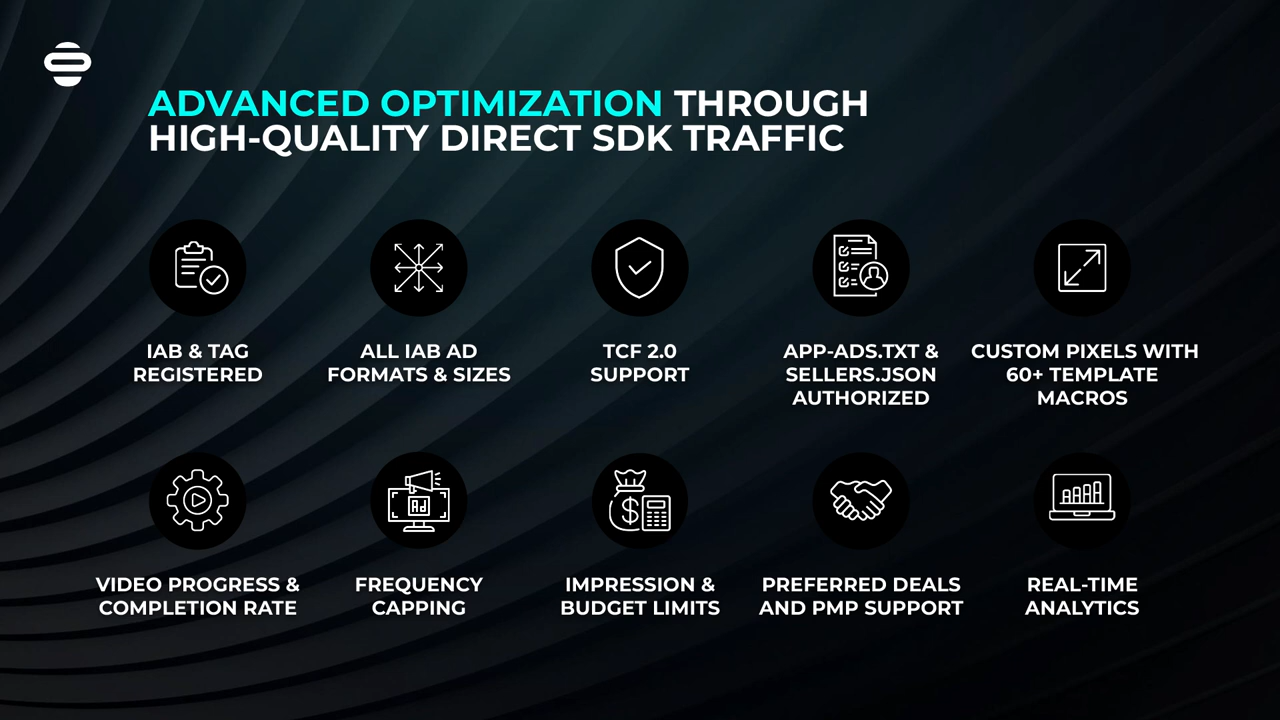 ADVANCED OPTIMIZATION THROUGH
HIGH-QUALITY DIRECT SDK TRAFFIC
IAB & TAG
REGISTERED
ALL IAB AD
FORMATS & SIZES
TCF 2.0
SUPPORT
APP-ADS.TXT &
SELLERS.JSON
AUTHORIZED
CUSTOM PIXELS WITH
60+ TEMPLATE
MACROS
VIDEO PROGRESS &
COMPLETION RATE
AD
FREQUENCY
CAPPING
$
IMPRESSION &
BUDGET LIMITS
PREFERRED DEALS
AND PMP SUPPORT
REAL-TIME
ANALYTICS